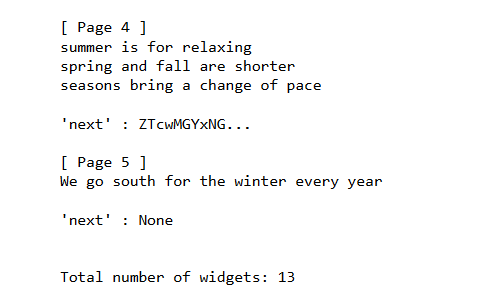 [ Page 4 ]
summer is for relaxing
spring and fall are shorter
seasons bring a change of pace
'next' : ZTcwMGYxNG...
[ Page 5 ]
We go south for the winter every year
'next' : None
Total number of widgets: 13